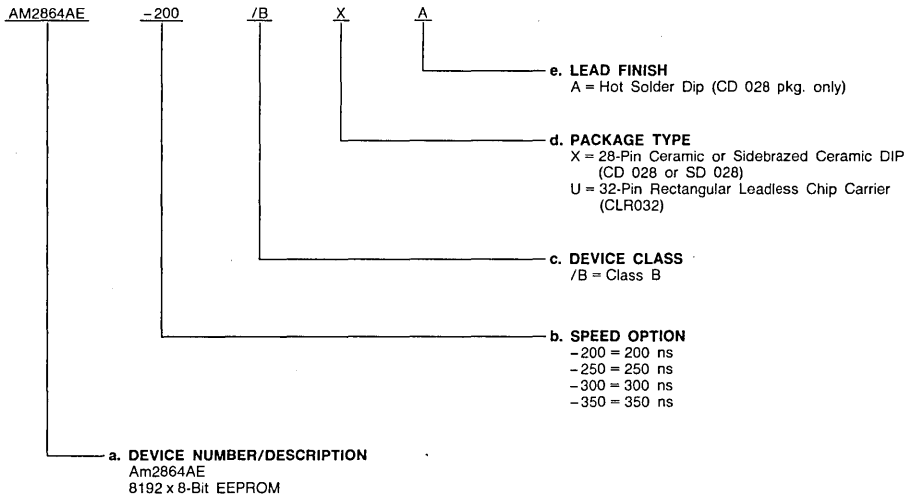 AM2864AE -200 /B X A
e. LEAD FINISH
A = Hot Solder Dip (CD 028 pkg. only)
d. PACKAGE TYPE
X = 28-Pin Ceramic or Sidebrazed Ceramic DIP
(CD 028 or SD 028)
U = 32-Pin Rectangular Leadless Chip Carrier
(CLR032)
c. DEVICE CLASS
/B = Class B
b. SPEED OPTION
-200 = 200 ns
-250 = 250 ns
-300 = 300 ns
-350 = 350 ns
a. DEVICE NUMBER/DESCRIPTION
Am2864AE
8192 x 8-Bit EEPROM